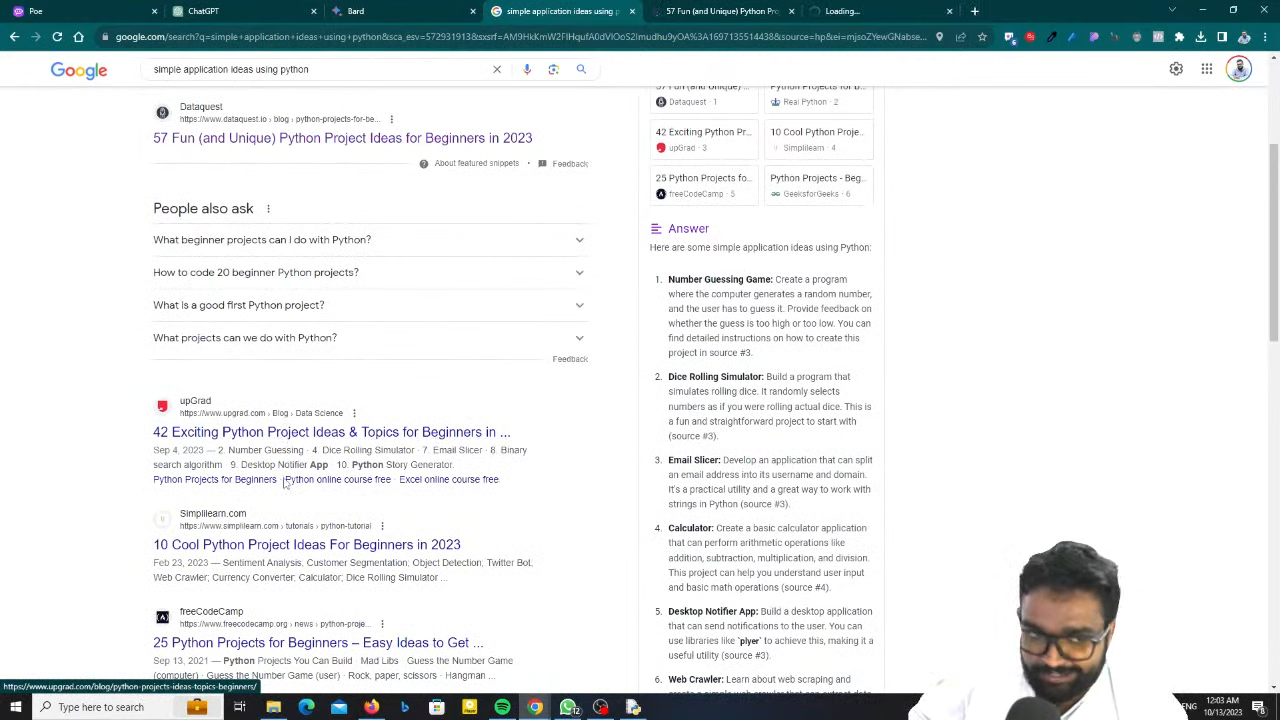 Poe
ChatGPT
Bard
simple application ideas using p
57 Fun (and Unique) Python Pro
Loading...
simple application ideas using python
Google
Dataquest
https://www.dataquest.io › blog › python-projects-for-be...
57 Fun (and Unique) Python Project Ideas for Beginners in 2023
About featured snippets • Feedback
People also ask
What beginner projects can I do with Python?
How to code 20 beginner Python projects?
What Is a good first Python project?
What projects can we do with Python?
Feedback
upGrad
https://www.upgrad.com › Blog › Data Science
42 Exciting Python Project Ideas & Topics for Beginners in ...
Sep 4, 2023 — 2. Number Guessing · 4. Dice Rolling Simulator · 7. Email Slicer · 8. Binary
search algorithm · 9. Desktop Notifier App · 10. Python Story Generator.
Python Projects for Beginners · Python online course free · Excel online course free
Simplilearn.com
https://www.simplilearn.com › tutorials › python-tutorial
10 Cool Python Project Ideas For Beginners in 2023
Feb 23, 2023 — Sentiment Analysis; Customer Segmentation; Object Detection; Twitter Bot;
Web Crawler; Currency Converter; Calculator; Dice Rolling Simulator ...
freeCodeCamp
https://www.freecodecamp.org › news › python-proje...
25 Python Projects for Beginners – Easy Ideas to Get ...
Sep 13, 2021 — Python Projects You Can Build · Mad Libs · Guess the Number Game
(computer) · Guess the Number Game (user) · Rock, paper, scissors · Hangman ...
https://www.upgrad.com/blog/python-projects-ideas-topics-beginners/
57 Fun (and Unique) ...
Dataquest · 1
Real Python · 2
42 Exciting Python Pr...
upGrad · 3
10 Cool Python Proje...
Simplilearn · 4
25 Python Projects fo...
freeCodeCamp · 5
Python Projects - Beg...
GeeksforGeeks · 6
Answer
Here are some simple application ideas using Python:
1. Number Guessing Game: Create a program
where the computer generates a random number,
and the user has to guess it. Provide feedback on
whether the guess is too high or too low. You can
find detailed instructions on how to create this
project in source #3.
2. Dice Rolling Simulator: Build a program that
simulates rolling dice. It randomly selects
numbers as if you were rolling actual dice. This is
a fun and straightforward project to start with
(source #3).
3. Email Slicer: Develop an application that can split
an email address into its username and domain.
It's a practical utility and a great way to work with
strings in Python (source #3).
4. Calculator: Create a basic calculator application
that can perform arithmetic operations like
addition, subtraction, multiplication, and division.
This project can help you understand user input
and basic math operations (source #4).
5. Desktop Notifier App: Build a desktop application
that can send notifications to the user. You can
use libraries like `plyer` to achieve this, making it a
useful utility (source #3).
6. Web Crawler: Learn about web scraping and
Type here to search
ENG
12:03 AM
10/13/2023